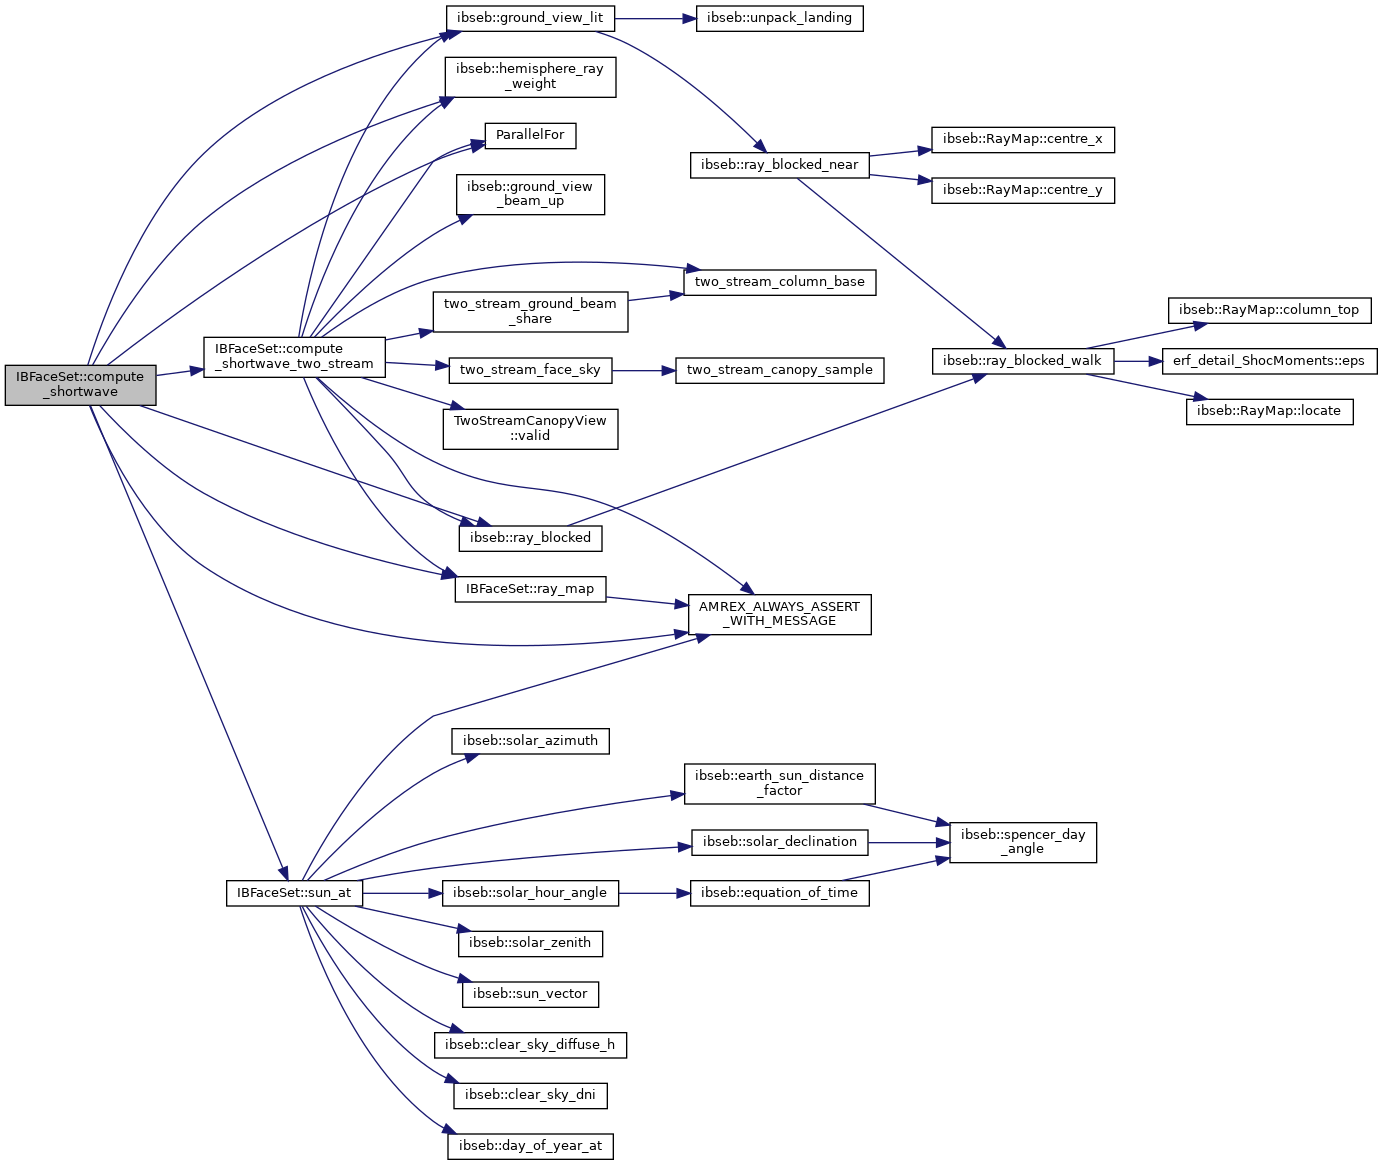 ibseb::ground_view_lit
ibseb::unpack_landing
ibseb::hemisphere_ray
_weight
ParallelFor
ibseb::RayMap::centre_x
ibseb::ray_blocked_near
ibseb::RayMap::centre_y
ibseb::ground_view
_beam_up
two_stream_column_base
two_stream_ground_beam
_share
ibseb::RayMap::column_top
IBFaceSet::compute
_shortwave_two_stream
ibseb::ray_blocked_walk
erf_detail_ShocMoments::eps
two_stream_face_sky
two_stream_canopy_sample
IBFaceSet::compute
_shortwave
ibseb::RayMap::locate
TwoStreamCanopyView
::valid
ibseb::ray_blocked
IBFaceSet::ray_map
AMREX_ALWAYS_ASSERT
_WITH_MESSAGE
ibseb::solar_azimuth
ibseb::earth_sun_distance
_factor
ibseb::solar_declination
ibseb::spencer_day
_angle
IBFaceSet::sun_at
ibseb::solar_hour_angle
ibseb::equation_of_time
ibseb::solar_zenith
ibseb::sun_vector
ibseb::clear_sky_diffuse_h
ibseb::clear_sky_dni
ibseb::day_of_year_at